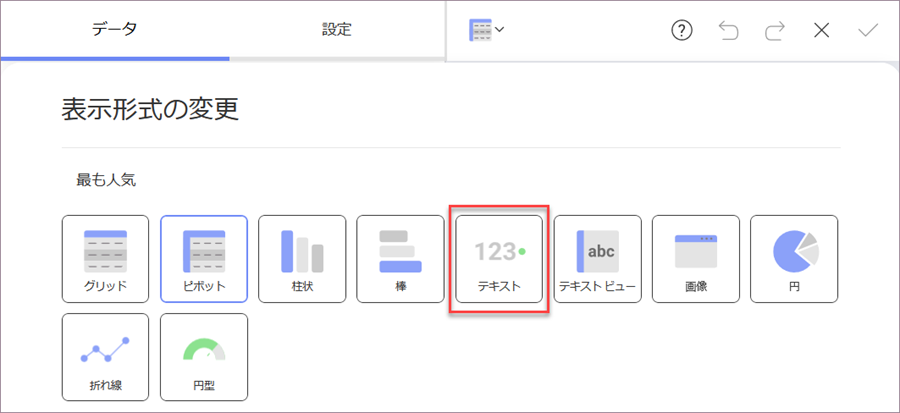 データ 設定
表示形式の変更
最も人気
123 abc
グリッド ピボット 柱状 棒 テキスト テキスト ビュー 画像 円
折れ線 円型